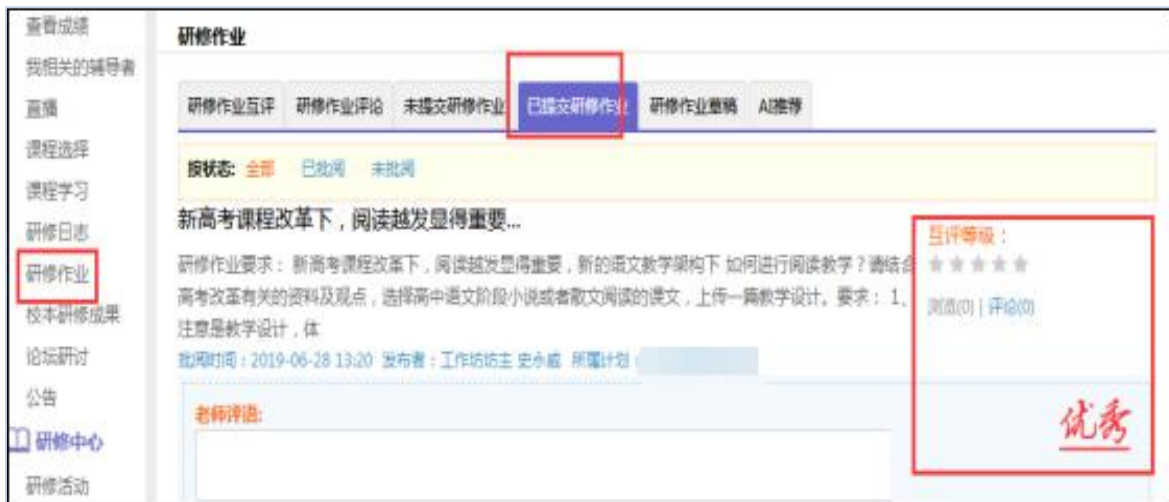 查看成绩
我相关的辅导者
直播
课程选择
课程学习
研修日志
研修作业
校本研修成果
论坛研讨
公告
研修中心
研修活动
研修作业
研修作业互评 研修作业评论 未提交研修作业 已提交研修作业 研修作业草稿 AI推荐
按状态: 全部 已批阅 未批阅
新高考课程改革下，阅读越发显得重要...
研修作业要求： 新高考课程改革下，阅读越发显得重要，新的语文教学架构下 如何进行阅读教学？请结合
高考改革有关的资料及观点，选择高中语文阶段小说或者散文阅读的课文，上传一篇教学设计。要求： 1、
注意是教学设计，体
批阅时间：2019-06-28 13:20 发布者：工作坊坊主 史永威 所属计划：
互评等级：
浏览(0) | 评论(0)
老师评语:
优秀